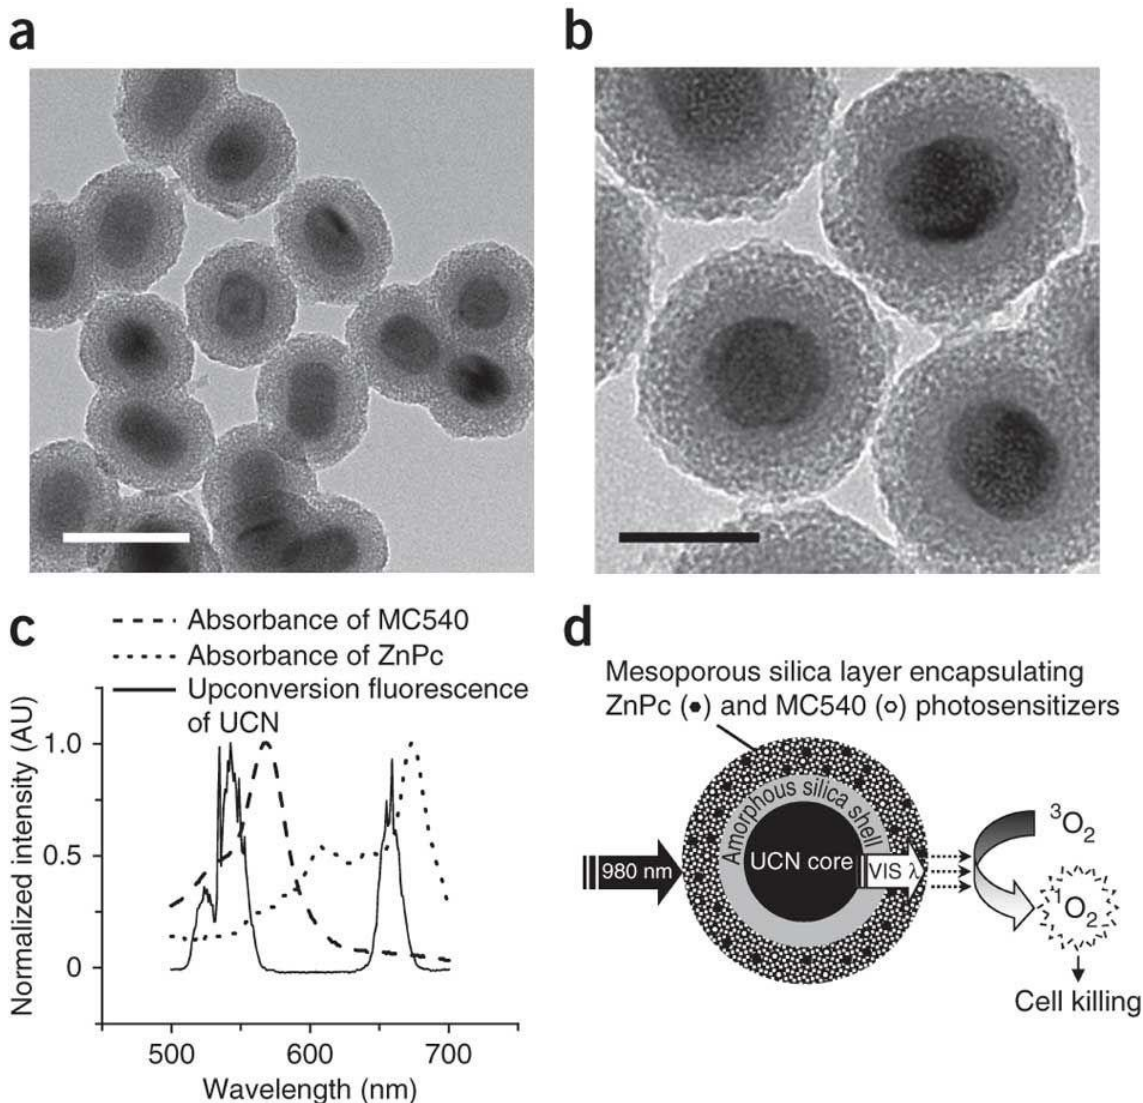 a
b
c
Absorbance of MC540
Absorbance of ZnPc
Upconversion fluorescence
of UCN
Normalized intensity (AU)
1.0
0.5
0
500
600
700
Wavelength (nm)
d
Mesoporous silica layer encapsulating
ZnPc (●) and MC540 (○) photosensitizers
Amorphous silica shell
UCN core
980 nm
VIS λ
³O₂
¹O₂
Cell killing